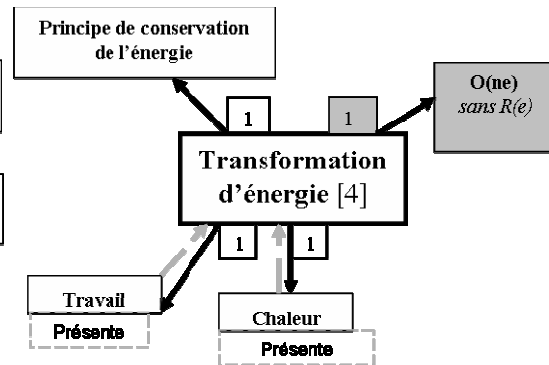 Principe de conservation
de l'énergie
O(ne)
sans R(e)
1
1
Transformation
d'énergie [4]
1
1
Travail
Présente
Chaleur
Présente